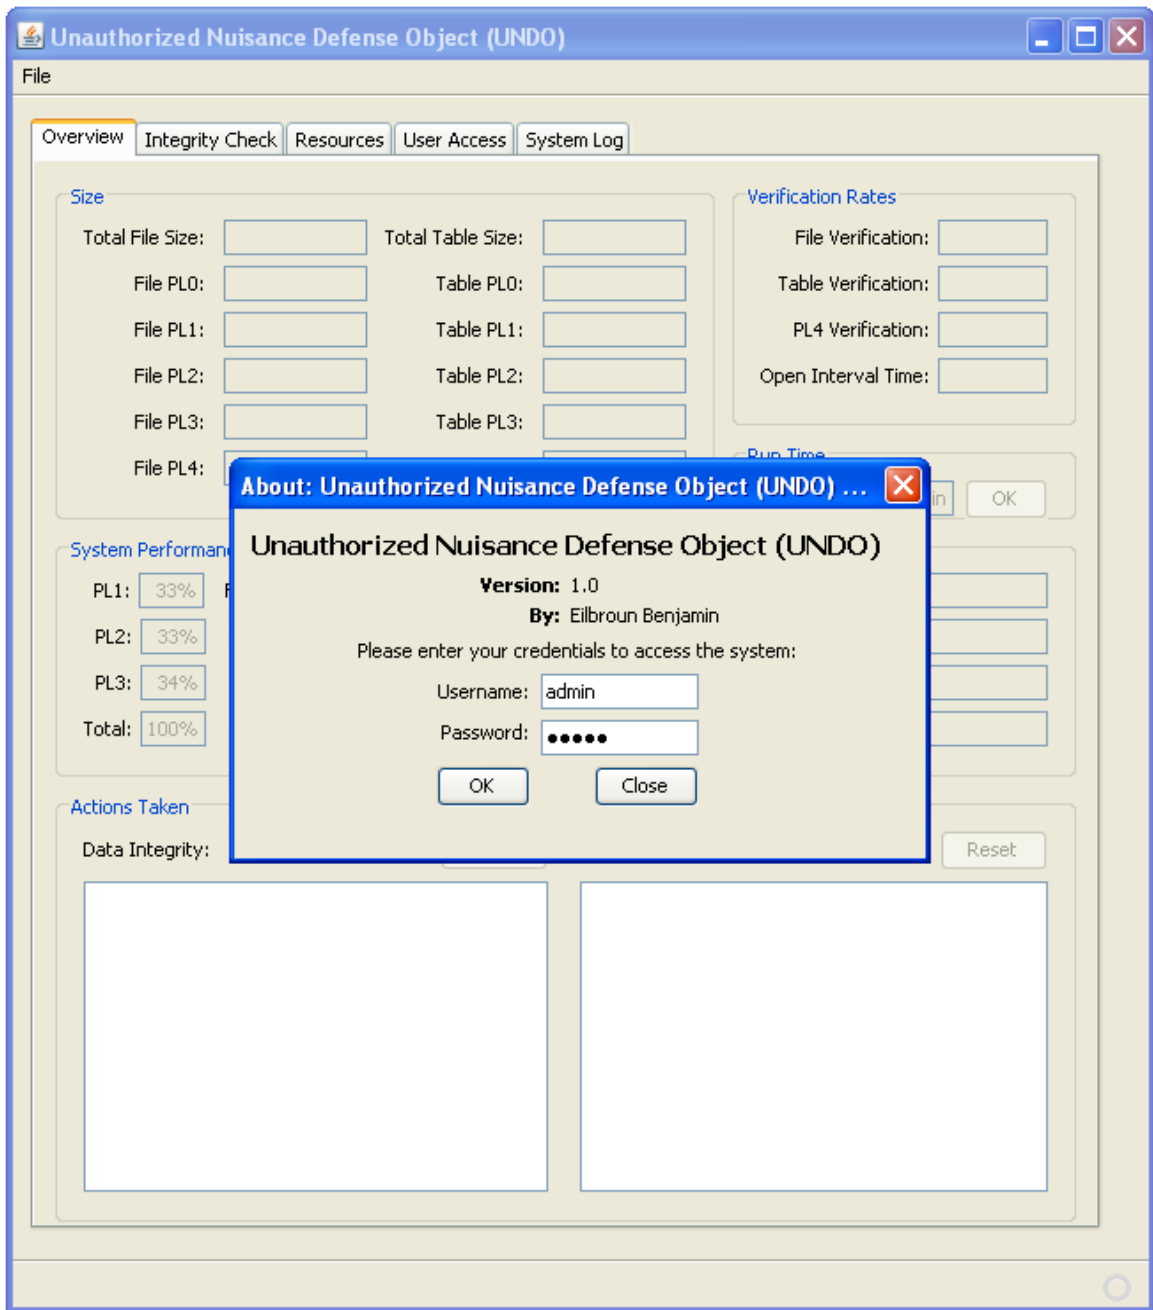 Unauthorized Nuisance Defense Object (UNDO)
File
Overview Integrity Check Resources User Access System Log
Size Verification Rates
Total File Size: Total Table Size: File Verification:
File PL0: Table PL0: Table Verification:
File PL1: Table PL1: PL4 Verification:
File PL2: Table PL2: Open Interval Time:
File PL3: Table PL3:
File PL4:
About: Unauthorized Nuisance Defense Object (UNDO) ...
in OK
Unauthorized Nuisance Defense Object (UNDO)
System Performan
Version: 1.0
PL1: 33%
By: Eilbroun Benjamin
PL2: 33%
Please enter your credentials to access the system:
PL3: 34%
Username: admin
Total: 100%
Password: •••••
OK Close
Actions Taken
Data Integrity: Reset